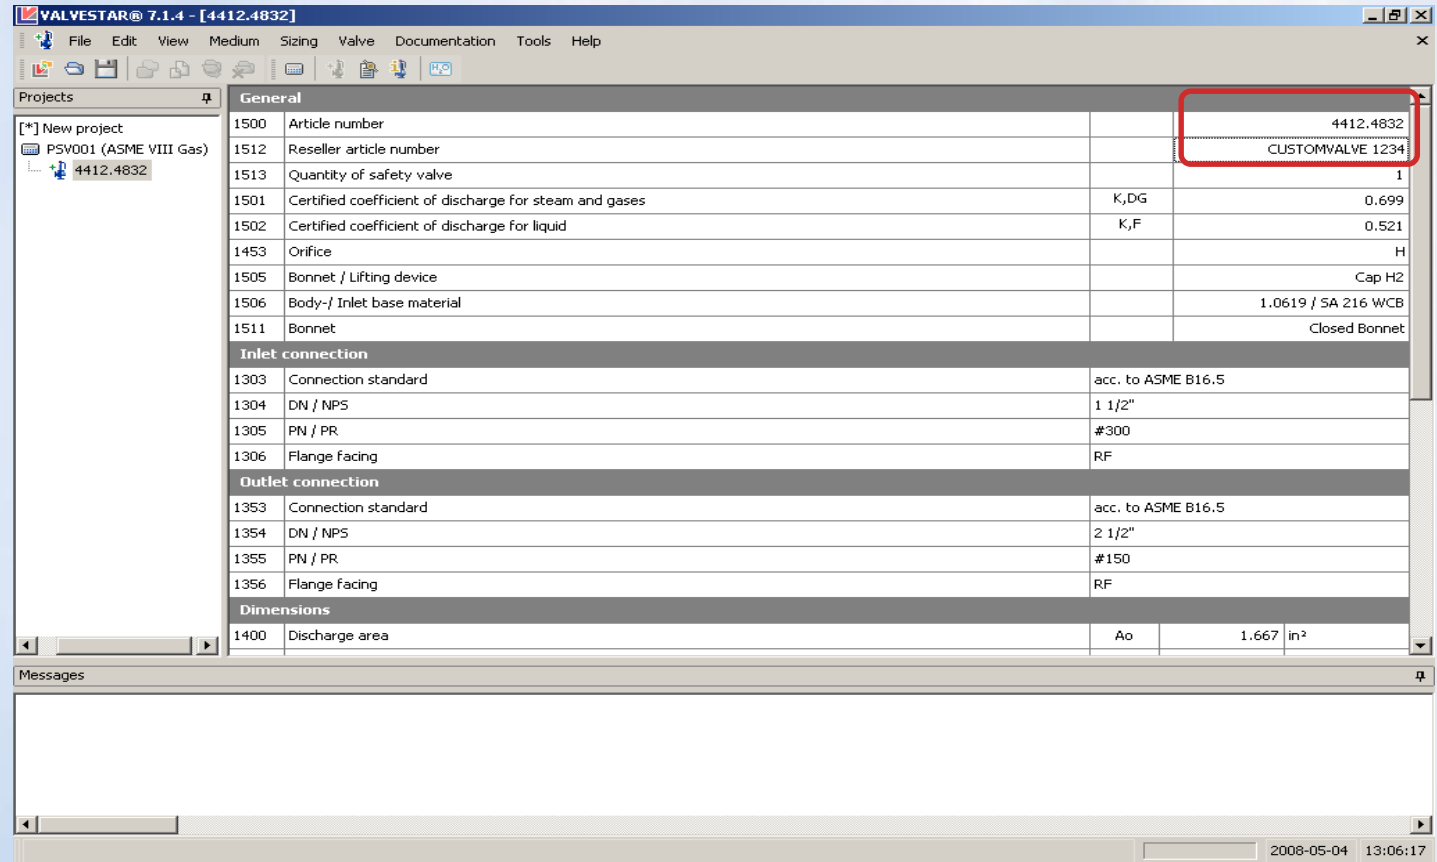 VALVESTAR® 7.1.4 - [4412.4832]
File Edit View Medium Sizing Valve Documentation Tools Help
H2O
Projects
[*] New project
PSV001 (ASME VIII Gas)
4412.4832
General
1500 Article number 4412.4832
1512 Reseller article number CUSTOMVALVE 1234
1513 Quantity of safety valve 1
1501 Certified coefficient of discharge for steam and gases K,DG 0.699
1502 Certified coefficient of discharge for liquid K,F 0.521
1453 Orifice H
1505 Bonnet / Lifting device Cap H2
1506 Body-/ Inlet base material 1.0619 / SA 216 WCB
1511 Bonnet Closed Bonnet
Inlet connection
1303 Connection standard acc. to ASME B16.5
1304 DN / NPS 1 1/2"
1305 PN / PR #300
1306 Flange facing RF
Outlet connection
1353 Connection standard acc. to ASME B16.5
1354 DN / NPS 2 1/2"
1355 PN / PR #150
1356 Flange facing RF
Dimensions
1400 Discharge area Ao 1.667 in²
Messages
2008-05-04 13:06:17